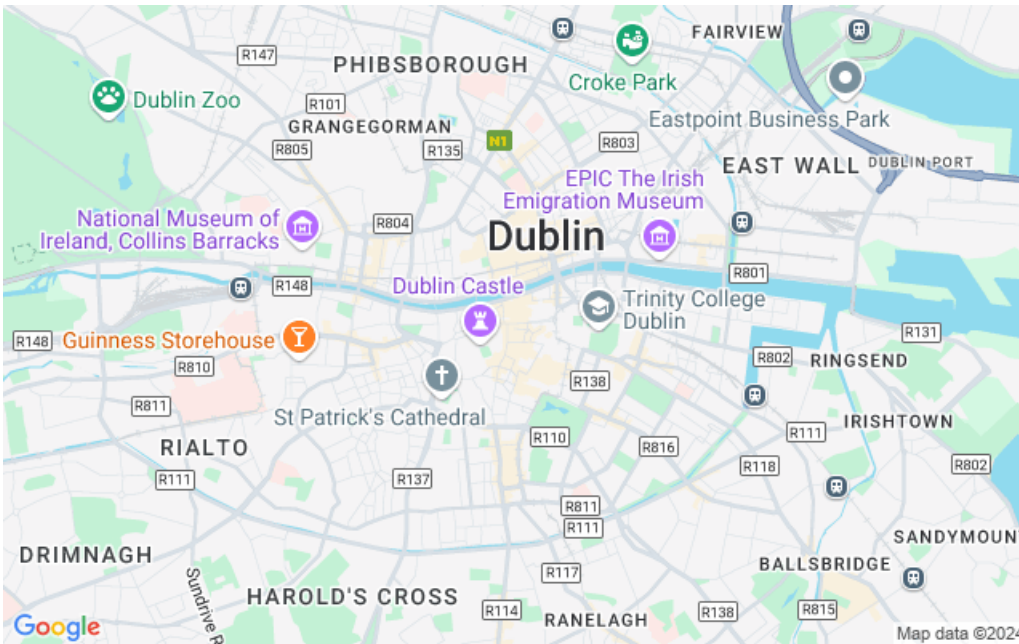 FAIRVIEW
R147
PHIBSBOROUGH
Croke Park
Dublin Zoo
R101
Eastpoint Business Park
GRANGEGORMAN
N1
R805
R135
R803
EAST WALL
DUBLIN PORT
EPIC The Irish
Emigration Museum
National Museum of
Ireland, Collins Barracks
R804
Dublin
R148
Dublin Castle
R801
Trinity College
Dublin
R148
Guinness Storehouse
R131
R810
R802
RINGSEND
R138
R811
St Patrick's Cathedral
IRISHTOWN
R110
R111
RIALTO
R816
R118
R802
R111
R137
R811
R111
SANDYMOUN
DRIMNAGH
BALLSBRIDGE
R117
Sundrive R
HAROLD'S CROSS
R114
RANELAGH
R138
R815
Google
Map data ©2024